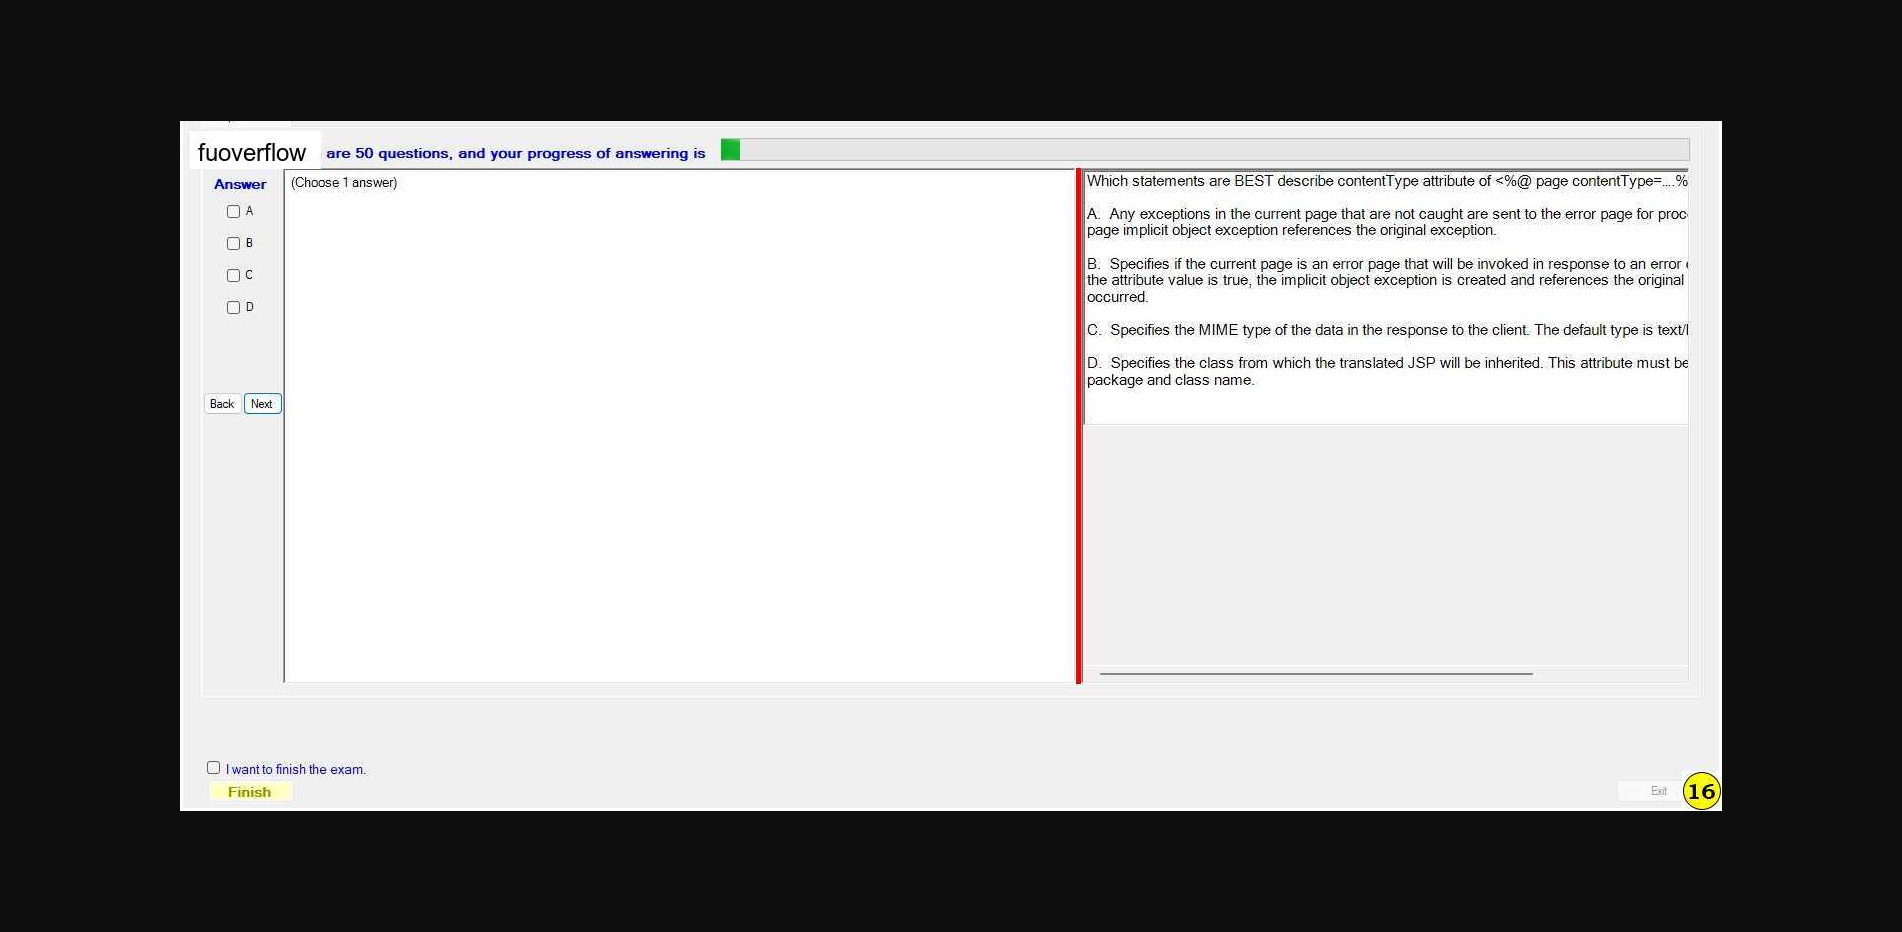 fuoverflow are 50 questions, and your progress of answering is
Answer
A
B
C
D
Back Next
(Choose 1 answer)
Which statements are BEST describe contentType attribute of <%@ page contentType=....%
A. Any exceptions in the current page that are not caught are sent to the error page for proc
page implicit object exception references the original exception.
B. Specifies if the current page is an error page that will be invoked in response to an error
the attribute value is true, the implicit object exception is created and references the original
occurred.
C. Specifies the MIME type of the data in the response to the client. The default type is text/
D. Specifies the class from which the translated JSP will be inherited. This attribute must be
package and class name.
I want to finish the exam.
Finish
Exit
16